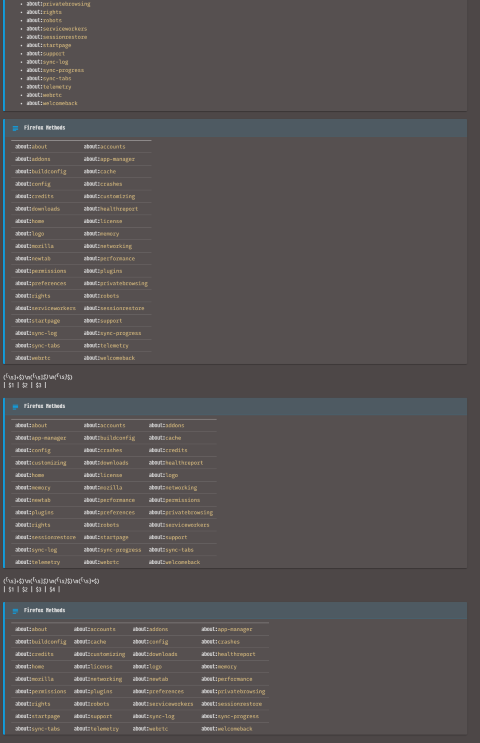 about:privatebrowsing
about:rights
about:robots
about:serviceworkers
about:sessionrestore
about:startpage
about:support
about:sync-log
about:sync-progress
about:sync-tabs
about:telemetry
about:webrtc
about:welcomeback
Firefox Methods
about:about about:accounts
about:addons about:app-manager
about:buildconfig about:cache
about:config about:crashes
about:credits about:customizing
about:downloads about:healthreport
about:home about:license
about:logo about:memory
about:mozilla about:networking
about:newtab about:performance
about:permissions about:plugins
about:preferences about:privatebrowsing
about:rights about:robots
about:serviceworkers about:sessionrestore
about:startpage about:support
about:sync-log about:sync-progress
about:sync-tabs about:telemetry
about:webrtc about:welcomeback
| $1 | $2 | $3 |
Firefox Methods
about:about about:accounts about:addons
about:app-manager about:buildconfig about:cache
about:config about:crashes about:credits
about:customizing about:downloads about:healthreport
about:home about:license about:logo
about:memory about:mozilla about:networking
about:newtab about:performance about:permissions
about:plugins about:preferences about:privatebrowsing
about:rights about:robots about:serviceworkers
about:sessionrestore about:startpage about:support
about:sync-log about:sync-progress about:sync-tabs
about:telemetry about:webrtc about:welcomeback
| $1 | $2 | $3 | $4 |
Firefox Methods
about:about about:accounts about:addons about:app-manager
about:buildconfig about:cache about:config about:crashes
about:credits about:customizing about:downloads about:healthreport
about:home about:license about:logo about:memory
about:mozilla about:networking about:newtab about:performance
about:permissions about:plugins about:preferences about:privatebrowsing
about:rights about:robots about:serviceworkers about:sessionrestore
about:startpage about:support about:sync-log about:sync-progress
about:sync-tabs about:telemetry about:webrtc about:welcomeback